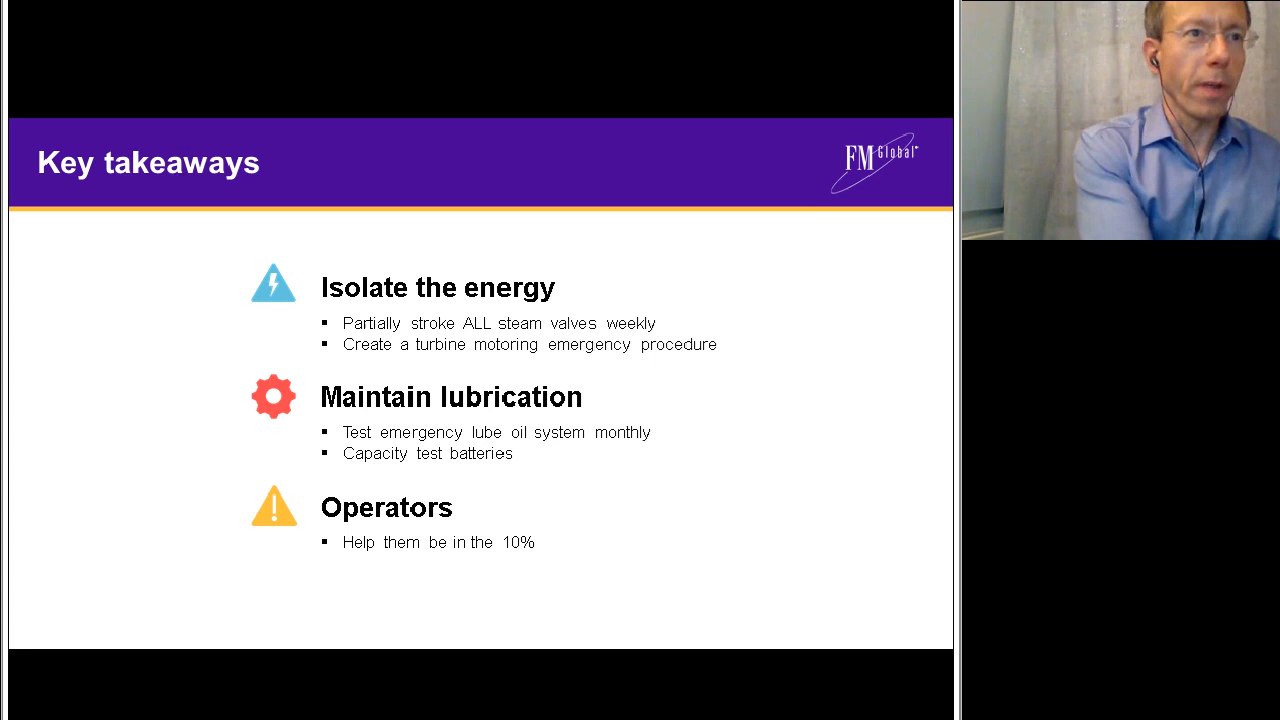 Key takeaways
FM Global
Isolate the energy
▪ Partially stroke ALL steam valves weekly
▪ Create a turbine motoring emergency procedure
Maintain lubrication
▪ Test emergency lube oil system monthly
▪ Capacity test batteries
Operators
▪ Help them be in the 10%